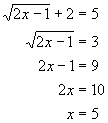 √(2x − 1) + 2 = 5
√(2x − 1) = 3
2x − 1 = 9
2x = 10
x = 5